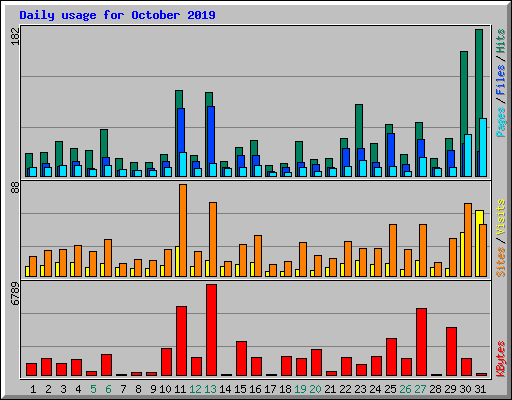 Daily usage for October 2019
182
Pages / Files / Hits
88
Sites / Visits
6789
KBytes
1 2 3 4 5 6 7 8 9 10 11 12 13 14 15 16 17 18 19 20 21 22 23 24 25 26 27 28 29 30 31